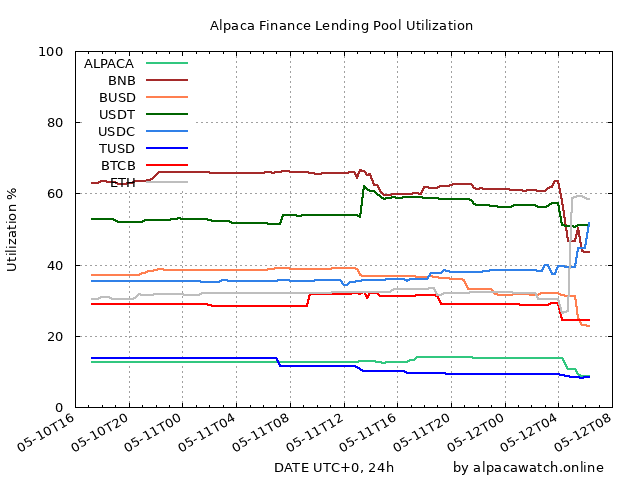 Alpaca Finance Lending Pool Utilization
100
80
60
40
20
0
Utilization %
ALPACA
BNB
BUSD
USDT
USDC
TUSD
BTCB
ETH
05-10T16
05-10T20
05-11T00
05-11T04
05-11T08
05-11T12
05-11T16
05-11T20
05-12T00
05-12T04
05-12T08
DATE UTC+0, 24h
by alpacawatch.online